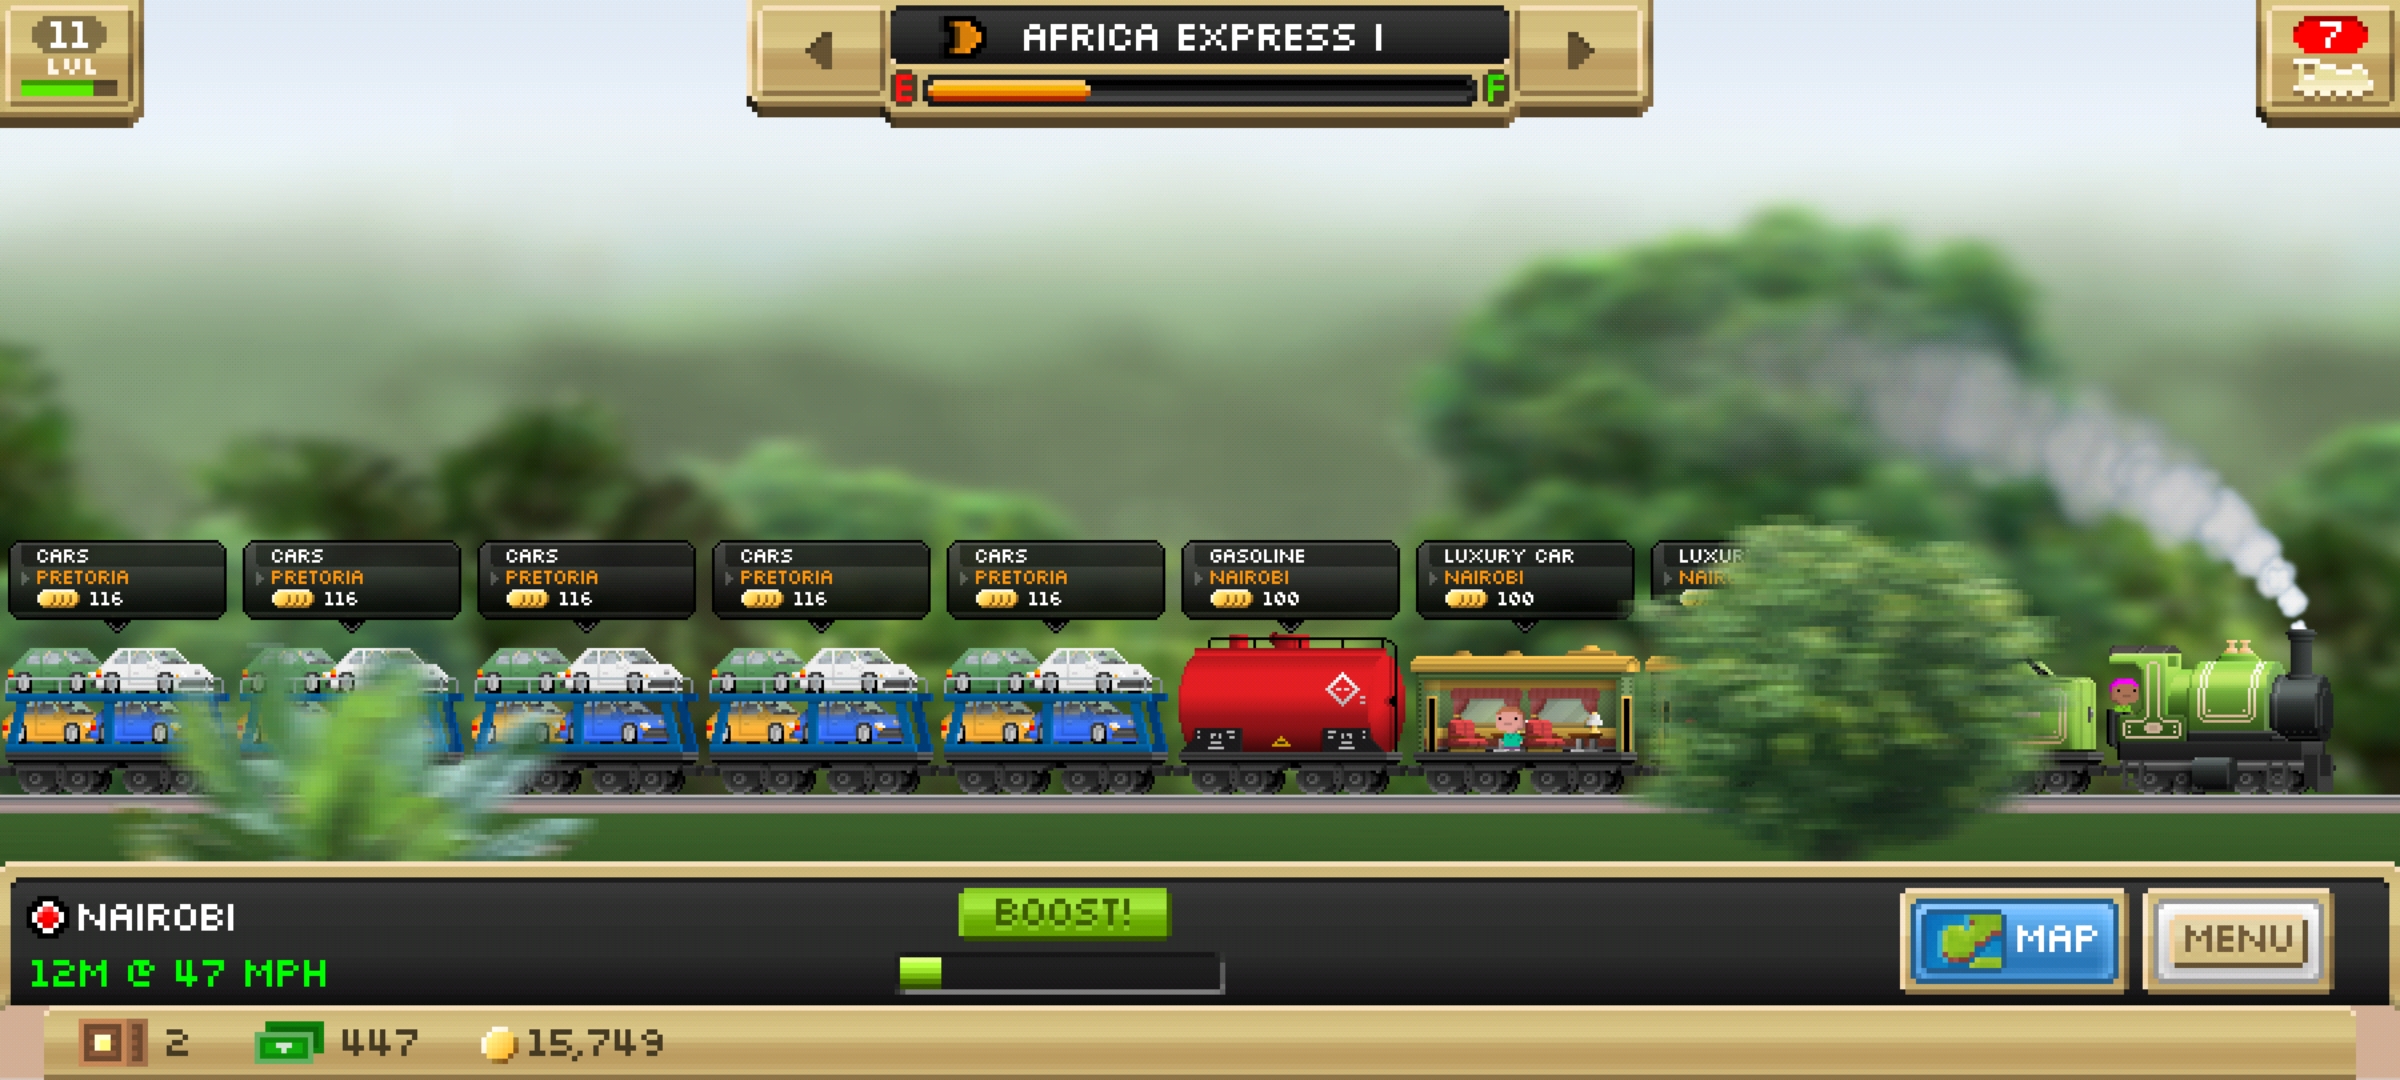 11
LVL
AFRICA EXPRESS I
E F
7
CARS
PRETORIA
116
CARS
PRETORIA
116
CARS
PRETORIA
116
CARS
PRETORIA
116
CARS
PRETORIA
116
GASOLINE
NAIROBI
100
LUXURY CAR
NAIROBI
100
NAIROBI
12M @ 47 MPH
BOOST!
MAP
MENU
2
447
15,749